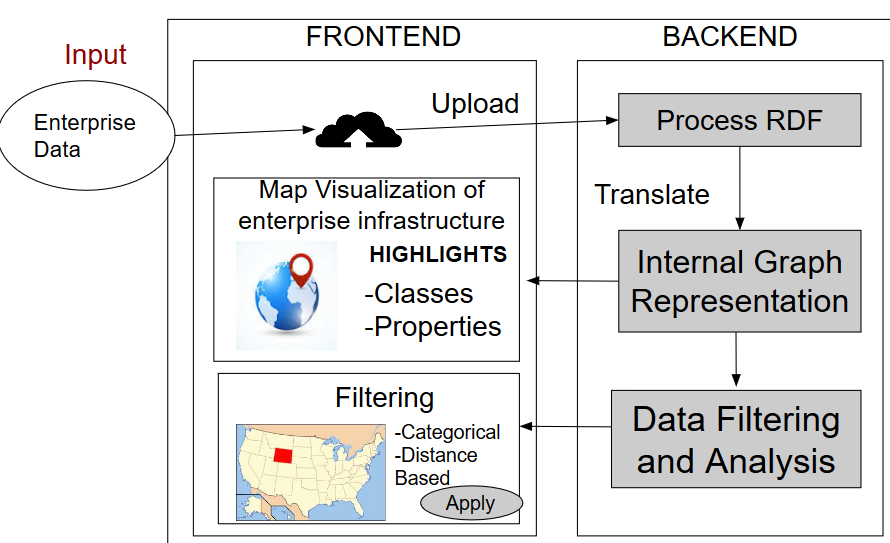 FRONTEND
BACKEND
Input
Enterprise
Data
Upload
Process RDF
Translate
Map Visualization of
enterprise infrastructure
HIGHLIGHTS
-Classes
-Properties
Internal Graph
Representation
Filtering
-Categorical
-Distance
Based
Apply
Data Filtering
and Analysis